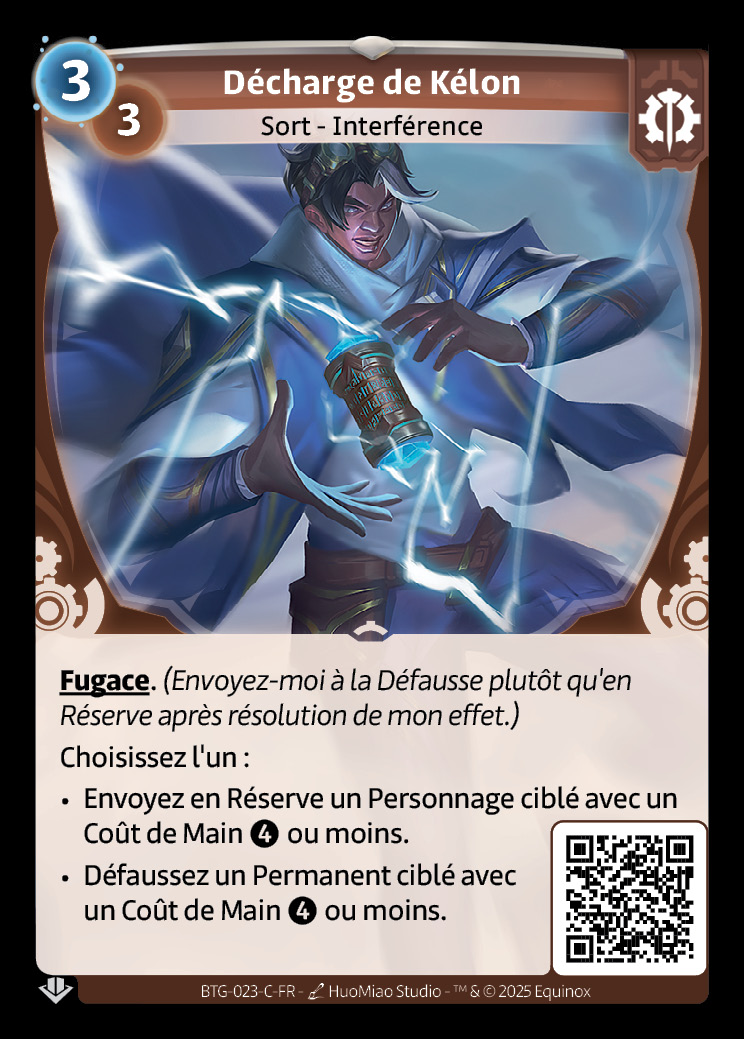 3
Décharge de Kélon
3
Sort - Interférence
Fugace. (Envoyez-moi à la Défausse plutôt qu'en
Réserve après résolution de mon effet.)
Choisissez l'un :
• Envoyez en Réserve un Personnage ciblé avec un
Coût de Main 4 ou moins.
• Défaussez un Permanent ciblé avec
un Coût de Main 4 ou moins.
BTG-023-C-FR - HuoMiao Studio - ™ & © 2025 Equinox